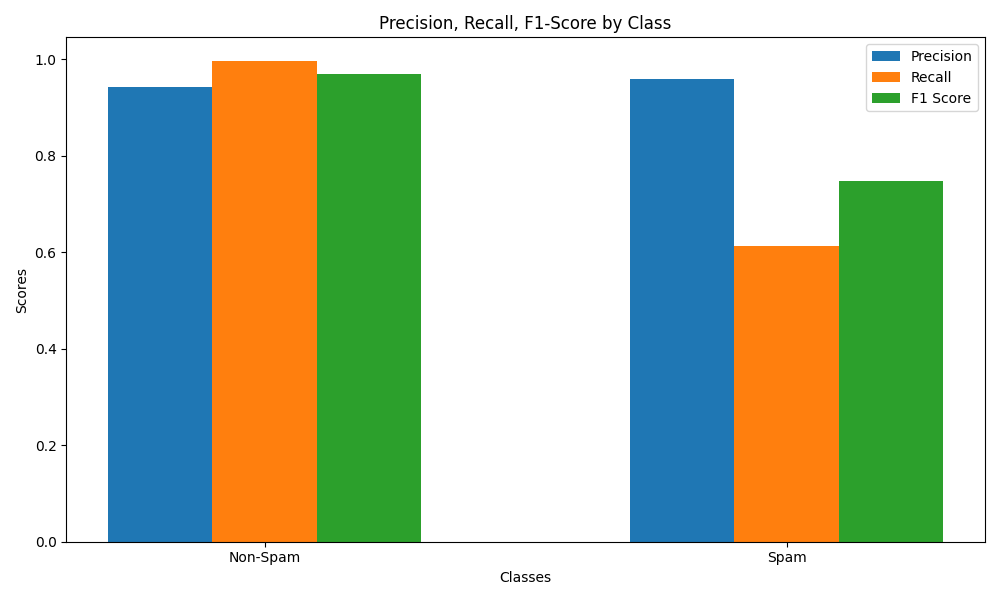 Precision, Recall, F1-Score by Class
Precision
Recall
F1 Score
Scores
1.0
0.8
0.6
0.4
0.2
0.0
Non-Spam
Spam
Classes